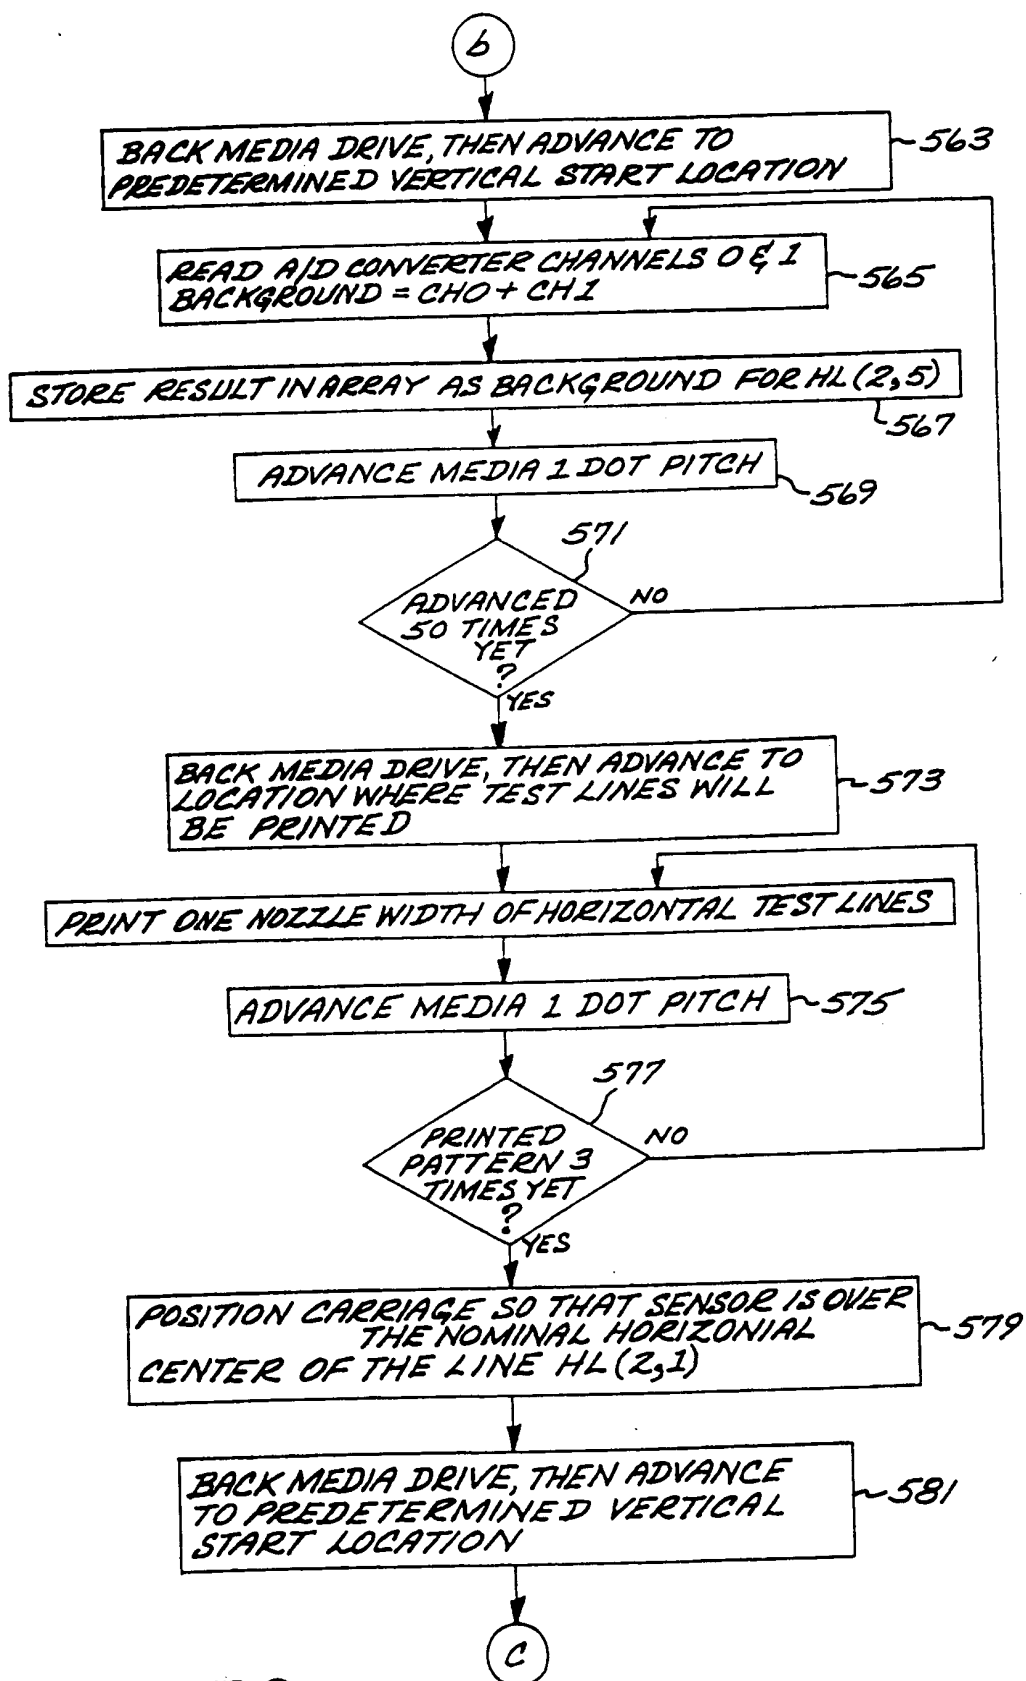 b
BACK MEDIA DRIVE, THEN ADVANCE TO
PREDETERMINED VERTICAL START LOCATION
563
READ A/D CONVERTER CHANNELS 0 & 1
BACKGROUND = CH0 + CH1
565
STORE RESULT IN ARRAY AS BACKGROUND FOR HL(2,5)
567
ADVANCE MEDIA 1 DOT PITCH
569
571
ADVANCED
50 TIMES
YET
?
NO
YES
BACK MEDIA DRIVE, THEN ADVANCE TO
LOCATION WHERE TEST LINES WILL
BE PRINTED
573
PRINT ONE NOZZLE WIDTH OF HORIZONTAL TEST LINES
ADVANCE MEDIA 1 DOT PITCH
575
577
PRINTED
PATTERN 3
TIMES YET
?
NO
YES
POSITION CARRIAGE SO THAT SENSOR IS OVER
THE NOMINAL HORIZONIAL
CENTER OF THE LINE HL(2,1)
579
BACK MEDIA DRIVE, THEN ADVANCE
TO PREDETERMINED VERTICAL
START LOCATION
581
C